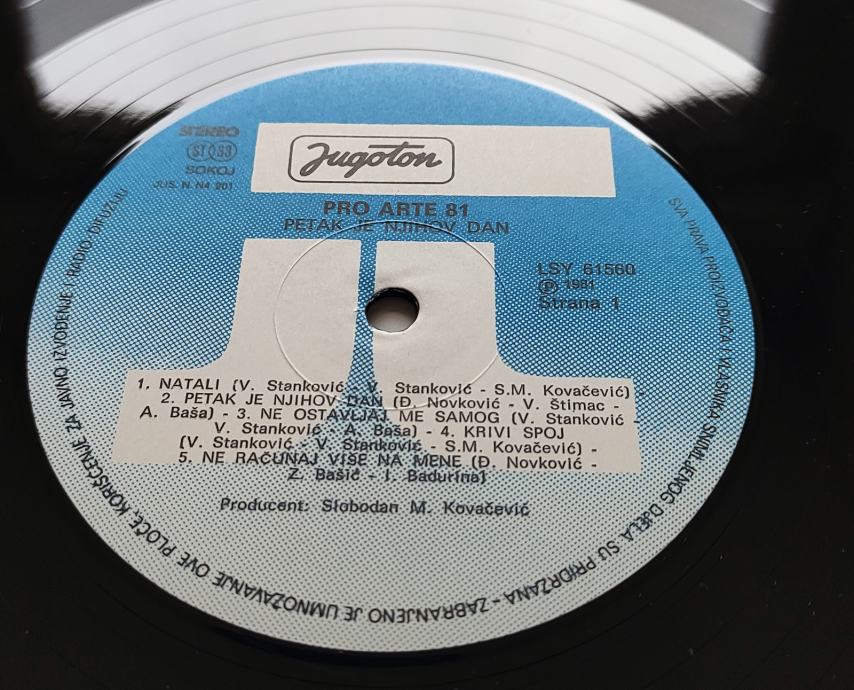 STEREO
ST 33
SOKOJ
JUS. N. N4 201
Jugoton
PRO ARTE 81
PETAK JE NJIHOV DAN
LSY 61560
Ⓟ 1981
Strana 1
1. NATALI (V. Stanković - V. Stanković - S.M. Kovačević)
2. PETAK JE NJIHOV DAN (Đ. Novković - V. Štimac -
A. Baša) - 3. NE OSTAVLJAJ ME SAMOG (V. Stanković -
V. Stanković - A. Baša) - 4. KRIVI SPOJ
(V. Stanković - V. Stanković - S.M. Kovačević) -
5. NE RAČUNAJ VIŠE NA MENE (Đ. Novković -
Z. Bašić - I. Badurina)
Producent: Slobodan M. Kovačević
SVA PRAVA PROIZVOĐAČA I VLASNIKA SNIMLJENOG DJELA SU PRIDRŽANA - ZABRANJENO JE UMNOŽAVANJE OVE PLOČE, KORIŠĆENJE ZA JAVNO IZVOĐENJE I RADIO DIFUZIJU